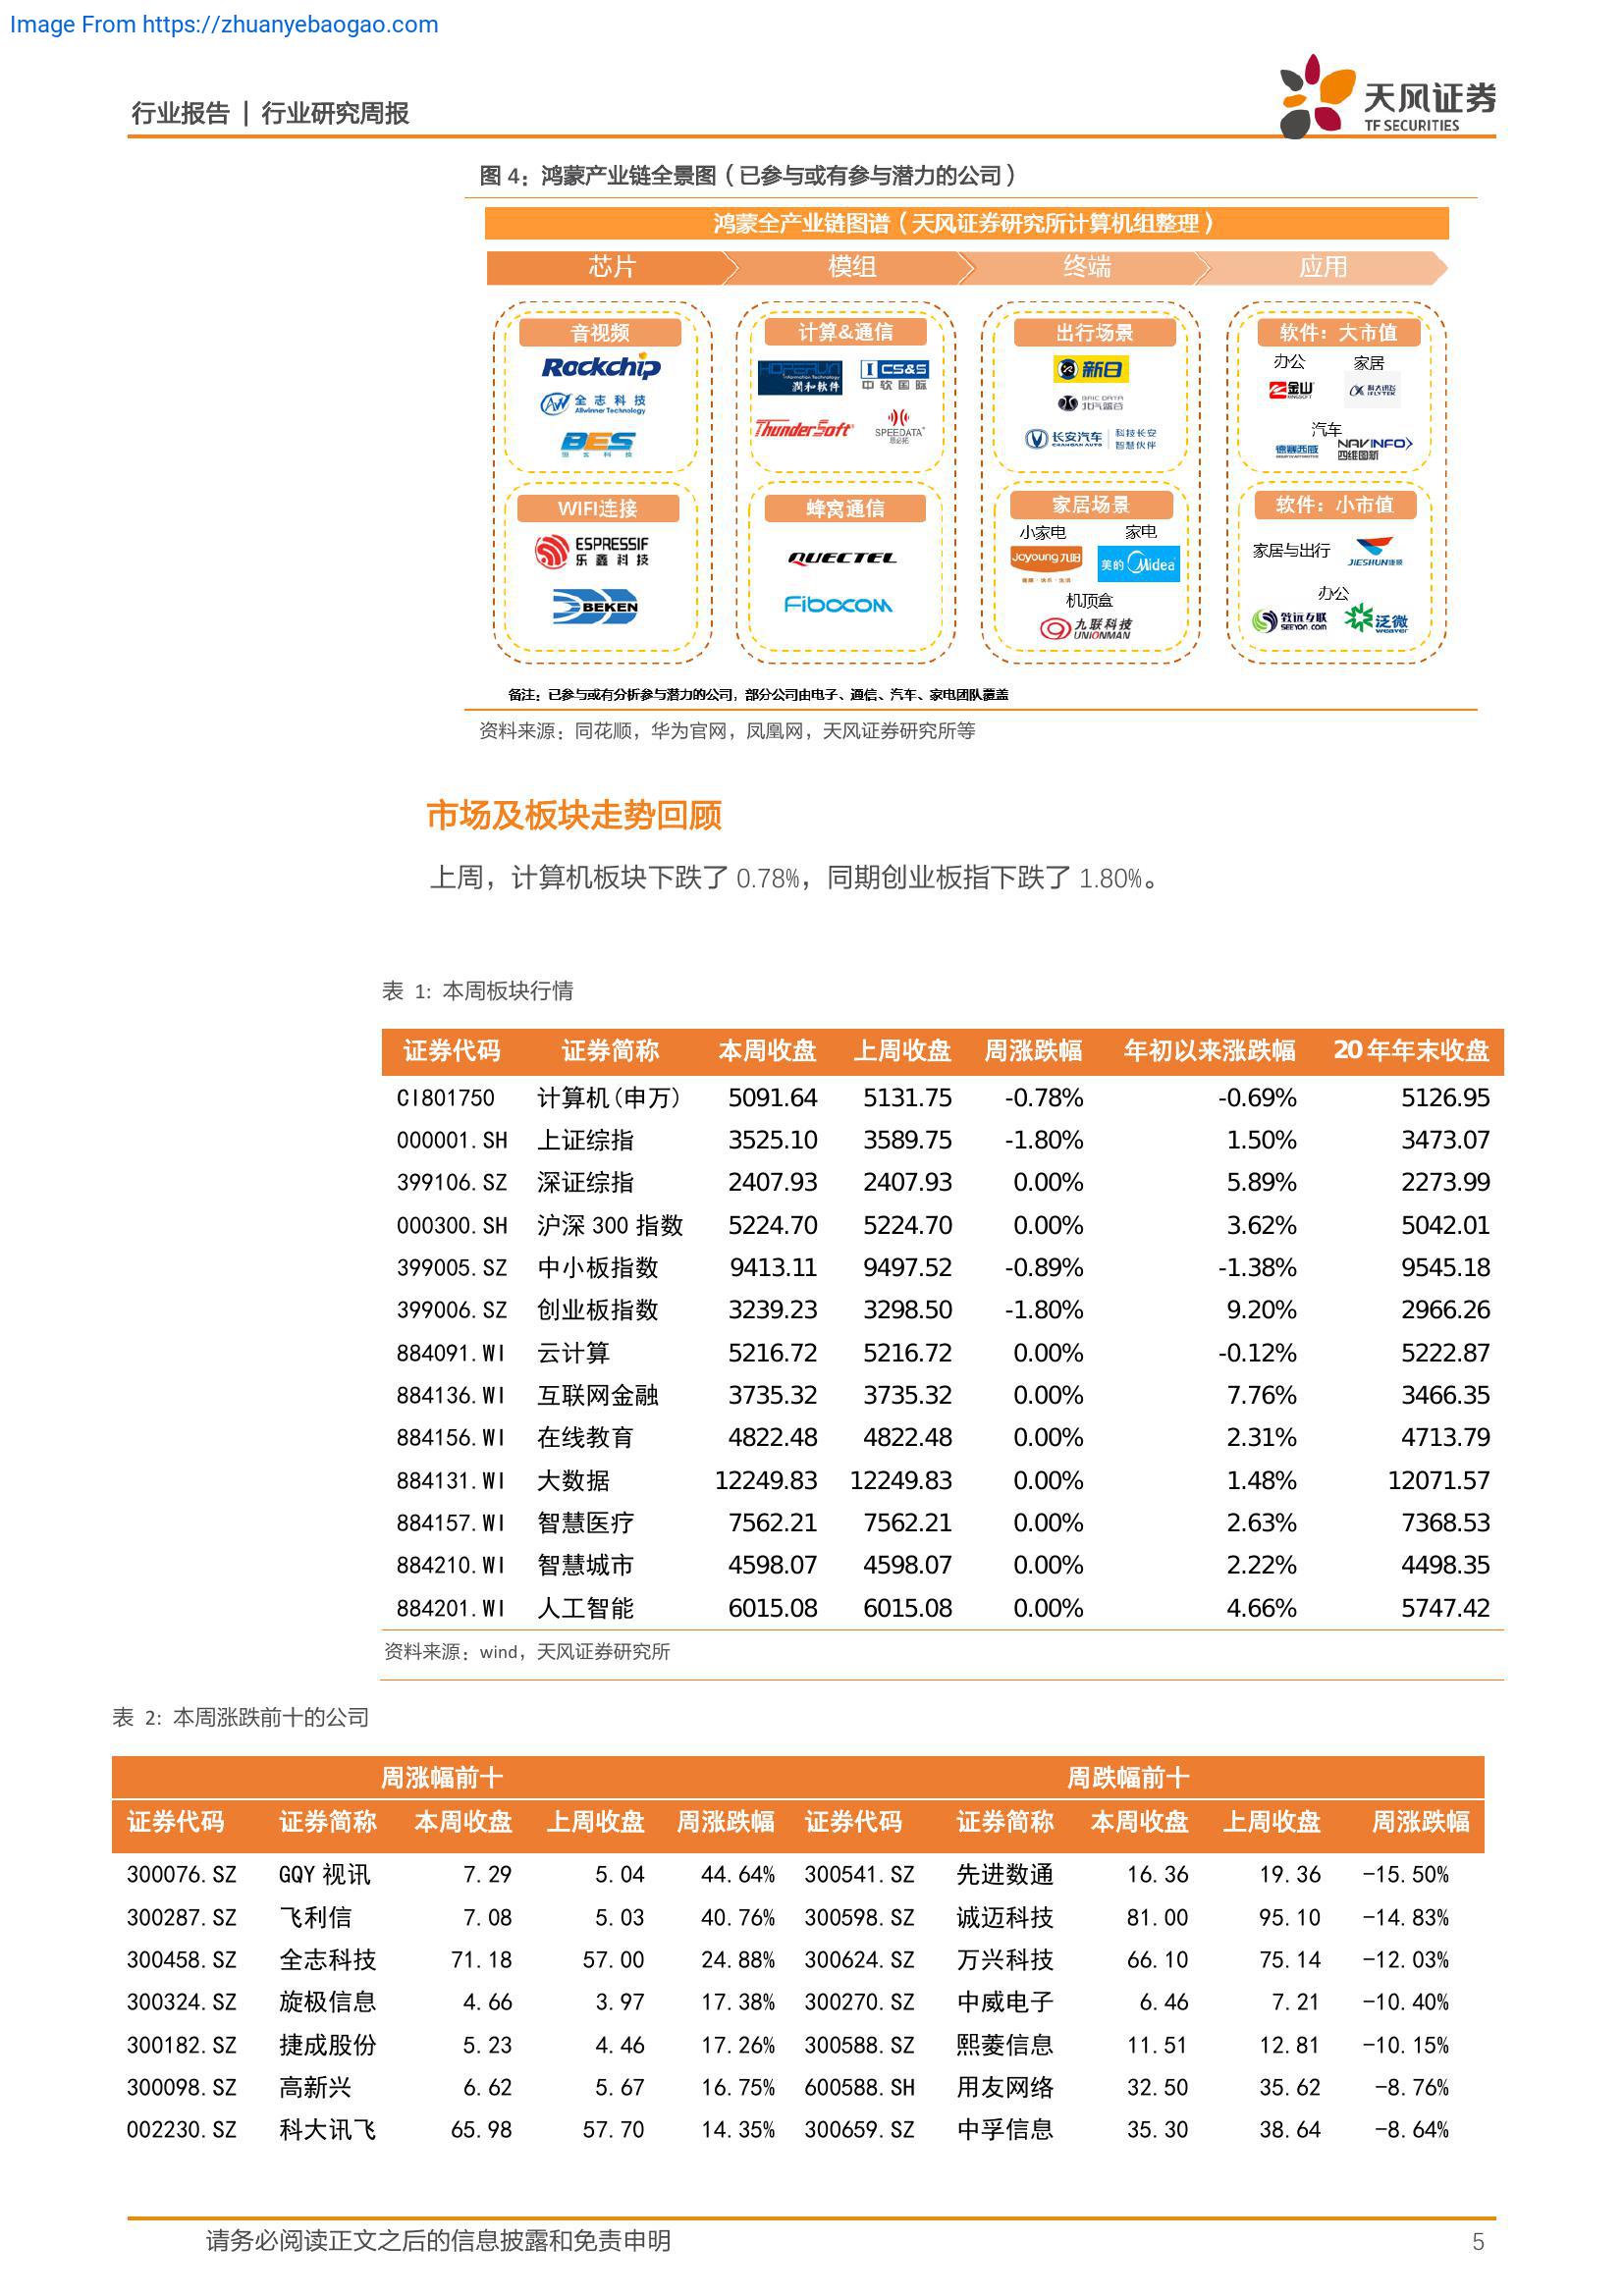 Image From https://zhuanyebaogao.com
行业报告 | 行业研究周报
天风证券
TF SECURITIES
图 4：鸿蒙产业链全景图（已参与或有参与潜力的公司）
鸿蒙全产业链图谱（天风证券研究所计算机组整理）
芯片 模组 终端 应用
音视频
Rockchip
全志科技
Allwinner Technology
BES
WIFI连接
ESPRESSIF
乐鑫科技
BEKEN
计算&通信
潤和软件
CS&S
中软国际
ThunderSoft
SPEEDATA
蜂窝通信
QUECTEL
Fibocom
出行场景
新日
长安汽车 科技长安
智慧伙伴
家居场景
小家电 家电
Joyoung九阳
美的 Midea
机顶盒
九联科技
UNIONMAN
软件：大市值
办公 家居
金山
科大讯飞
IFLYTEK
汽车
德赛西威
NAVINFO
四维图新
软件：小市值
家居与出行
JIESHUN捷顺
办公
致远互联
SEEYON.COM
泛微
weaver
备注：已参与或有分析参与潜力的公司，部分公司由电子、通信、汽车、家电团队覆盖
资料来源：同花顺，华为官网，凤凰网，天风证券研究所等
市场及板块走势回顾
上周，计算机板块下跌了 0.78%，同期创业板指下跌了 1.80%。
表 1: 本周板块行情
证券代码 证券简称 本周收盘 上周收盘 周涨跌幅 年初以来涨跌幅 20 年年末收盘
CI801750 计算机(申万) 5091.64 5131.75 -0.78% -0.69% 5126.95
000001.SH 上证综指 3525.10 3589.75 -1.80% 1.50% 3473.07
399106.SZ 深证综指 2407.93 2407.93 0.00% 5.89% 2273.99
000300.SH 沪深 300 指数 5224.70 5224.70 0.00% 3.62% 5042.01
399005.SZ 中小板指数 9413.11 9497.52 -0.89% -1.38% 9545.18
399006.SZ 创业板指数 3239.23 3298.50 -1.80% 9.20% 2966.26
884091.WI 云计算 5216.72 5216.72 0.00% -0.12% 5222.87
884136.WI 互联网金融 3735.32 3735.32 0.00% 7.76% 3466.35
884156.WI 在线教育 4822.48 4822.48 0.00% 2.31% 4713.79
884131.WI 大数据 12249.83 12249.83 0.00% 1.48% 12071.57
884157.WI 智慧医疗 7562.21 7562.21 0.00% 2.63% 7368.53
884210.WI 智慧城市 4598.07 4598.07 0.00% 2.22% 4498.35
884201.WI 人工智能 6015.08 6015.08 0.00% 4.66% 5747.42
资料来源：wind，天风证券研究所
表 2: 本周涨跌前十的公司
周涨幅前十 周跌幅前十
证券代码 证券简称 本周收盘 上周收盘 周涨跌幅 证券代码 证券简称 本周收盘 上周收盘 周涨跌幅
300076.SZ GQY 视讯 7.29 5.04 44.64% 300541.SZ 先进数通 16.36 19.36 -15.50%
300287.SZ 飞利信 7.08 5.03 40.76% 300598.SZ 诚迈科技 81.00 95.10 -14.83%
300458.SZ 全志科技 71.18 57.00 24.88% 300624.SZ 万兴科技 66.10 75.14 -12.03%
300324.SZ 旋极信息 4.66 3.97 17.38% 300270.SZ 中威电子 6.46 7.21 -10.40%
300182.SZ 捷成股份 5.23 4.46 17.26% 300588.SZ 熙菱信息 11.51 12.81 -10.15%
300098.SZ 高新兴 6.62 5.67 16.75% 600588.SH 用友网络 32.50 35.62 -8.76%
002230.SZ 科大讯飞 65.98 57.70 14.35% 300659.SZ 中孚信息 35.30 38.64 -8.64%
请务必阅读正文之后的信息披露和免责申明 5